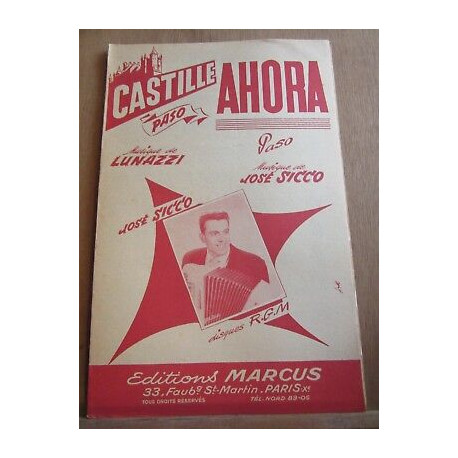 CASTILLE
PASO
Musique de
LUNAZZI
AHORA
Paso
Musique de
JOSÉ SICCO
JOSÉ SICCO
disques R.G.M
Editions MARCUS
33, Faubg St-Martin. PARIS-Xe
TOUS DROITS RÉSERVÉS
TÉL. NORD 89-05